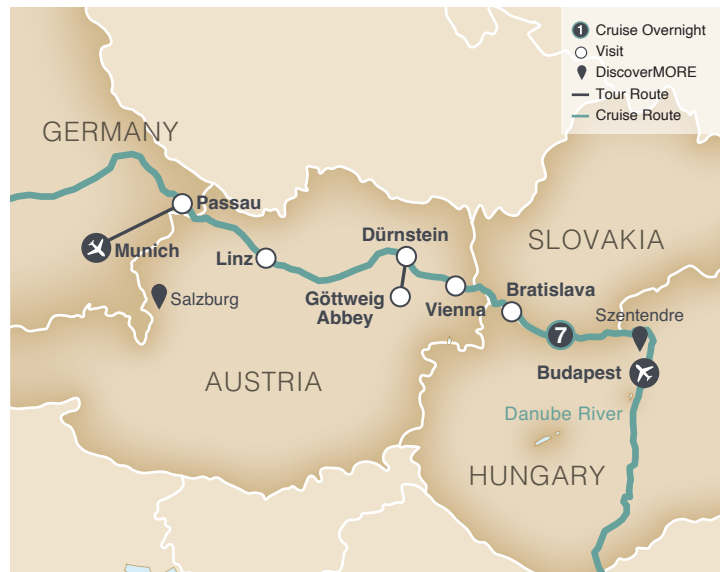 1 Cruise Overnight
Visit
DiscoverMORE
Tour Route
Cruise Route
GERMANY
Passau
Munich
Linz
Dürnstein
SLOVAKIA
Salzburg
Göttweig
Abbey
Vienna
Bratislava
Szentendre
7
Budapest
AUSTRIA
Danube River
HUNGARY